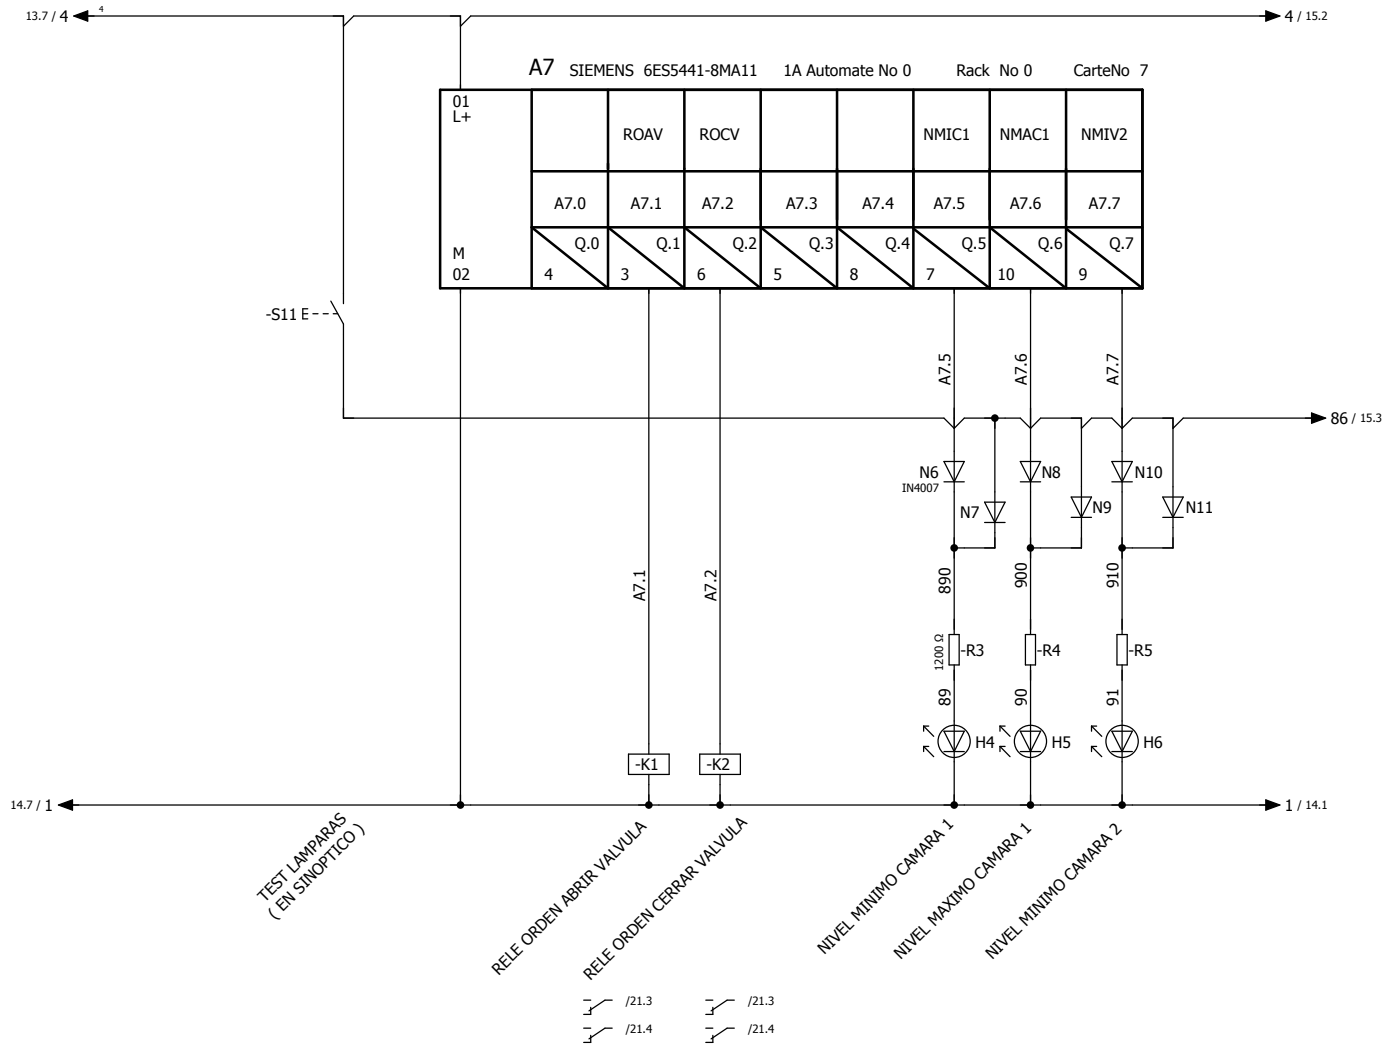 13.7 / 4
4
4 / 15.2
A7 SIEMENS 6ES5441-8MA11 1A Automate No 0 Rack No 0 CarteNo 7
01
L+
ROAV ROCV NMIC1 NMAC1 NMIV2
A7.0 A7.1 A7.2 A7.3 A7.4 A7.5 A7.6 A7.7
Q.0 Q.1 Q.2 Q.3 Q.4 Q.5 Q.6 Q.7
M
02
4 3 6 5 8 7 10 9
-S11 E
A7.5 A7.6 A7.7
86 / 15.3
N6 N8 N10
IN4007
N7 N9 N11
A7.1 A7.2 890 900 910
1200 Ω -R3 -R4 -R5
89 90 91
H4 H5 H6
-K1 -K2
14.7 / 1
1 / 14.1
TEST LAMPARAS
( EN SINOPTICO )
RELE ORDEN ABRIR VALVULA
RELE ORDEN CERRAR VALVULA
NIVEL MINIMO CAMARA 1
NIVEL MAXIMO CAMARA 1
NIVEL MINIMO CAMARA 2
/21.3 /21.3
/21.4 /21.4